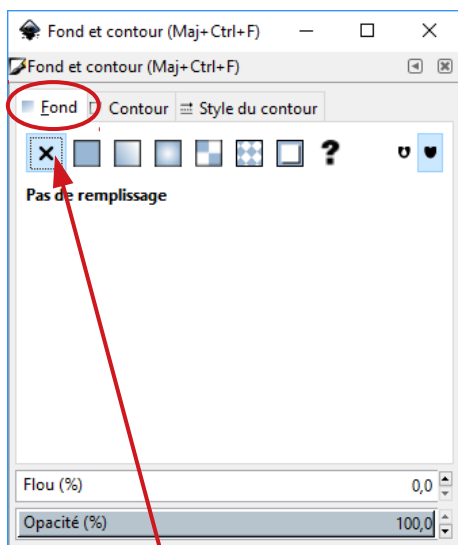 Fond et contour (Maj+Ctrl+F)
Fond et contour (Maj+Ctrl+F)
Fond Contour Style du contour
?
Pas de remplissage
Flou (%) 0,0
Opacité (%) 100,0